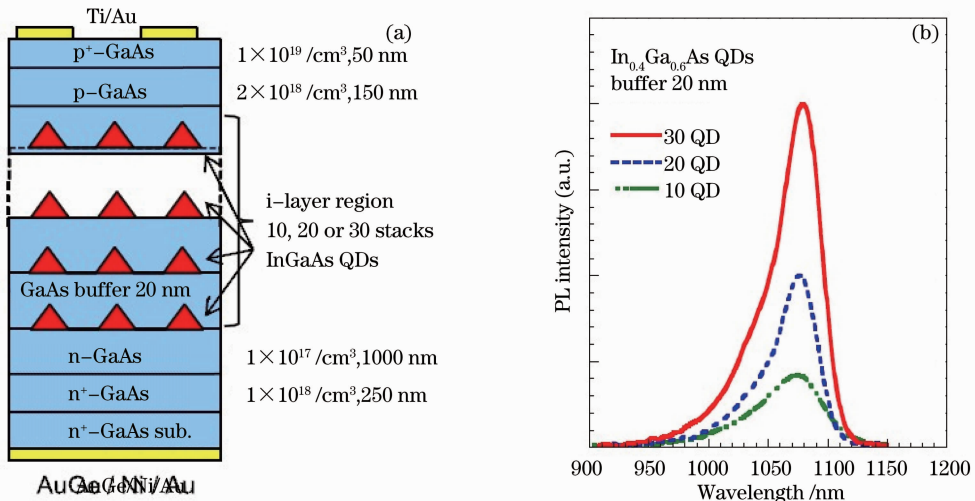 Ti/Au
(a)
p⁺-GaAs
1×10¹⁹/cm³,50 nm
p-GaAs
2×10¹⁸/cm³,150 nm
i-layer region
10, 20 or 30 stacks
InGaAs QDs
GaAs buffer 20 nm
n-GaAs
1×10¹⁷/cm³,1000 nm
n⁺-GaAs
1×10¹⁸/cm³,250 nm
n⁺-GaAs sub.
AuGe/Ni/Au
(b)
In₀.₄Ga₀.₆As QDs
buffer 20 nm
30 QD
20 QD
10 QD
PL intensity (a.u.)
900 950 1000 1050 1100 1150 1200
Wavelength /nm